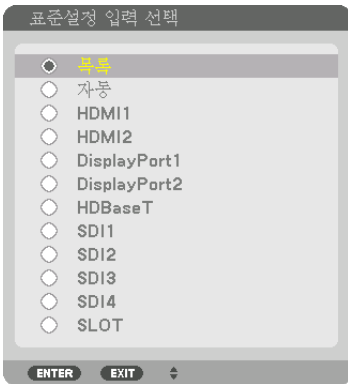 표준설정 입력 선택
목록
자동
HDMI1
HDMI2
DisplayPort1
DisplayPort2
HDBaseT
SDI1
SDI2
SDI3
SDI4
SLOT
ENTER EXIT